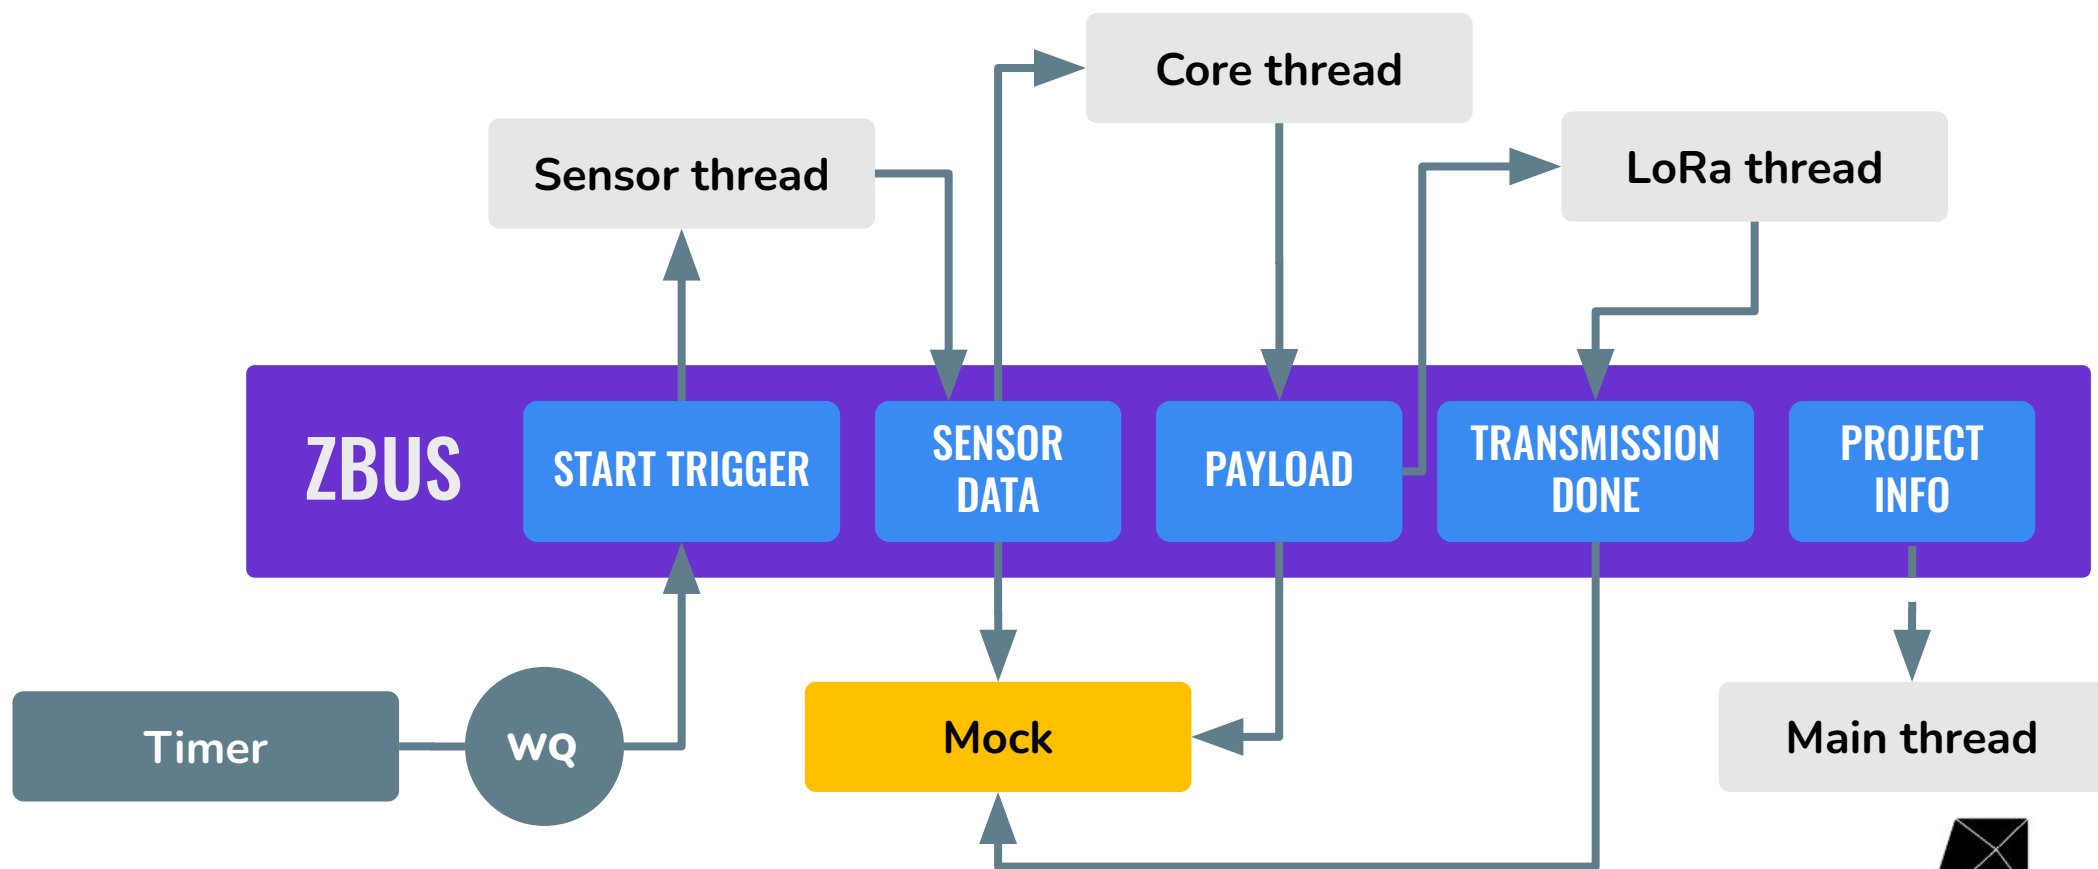 Core thread
LoRa thread
Sensor thread
ZBUS
START TRIGGER
SENSOR
DATA
PAYLOAD
TRANSMISSION
DONE
PROJECT
INFO
Timer
WQ
Mock
Main thread